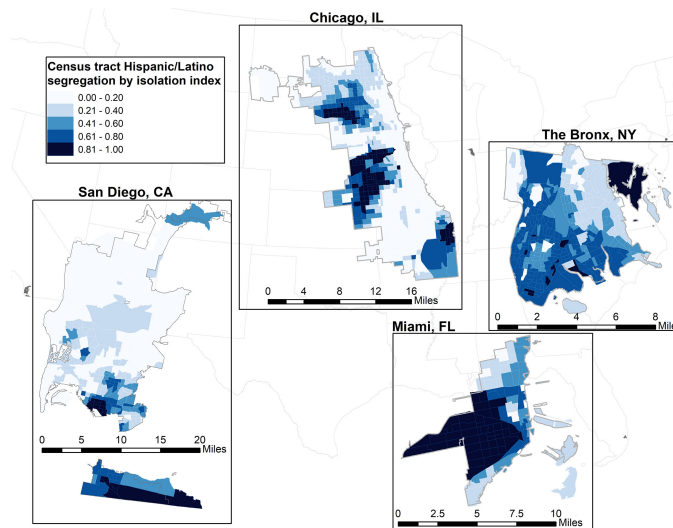 Chicago, IL
Census tract Hispanic/Latino
segregation by isolation index
0.00 - 0.20
0.21 - 0.40
0.41 - 0.60
0.61 - 0.80
0.81 - 1.00
The Bronx, NY
San Diego, CA
0 4 8 12 16
Miles
0 2 4 6 8
Miles
Miami, FL
0 5 10 15 20
Miles
0.0 2.5 5.0 7.5 10
Miles